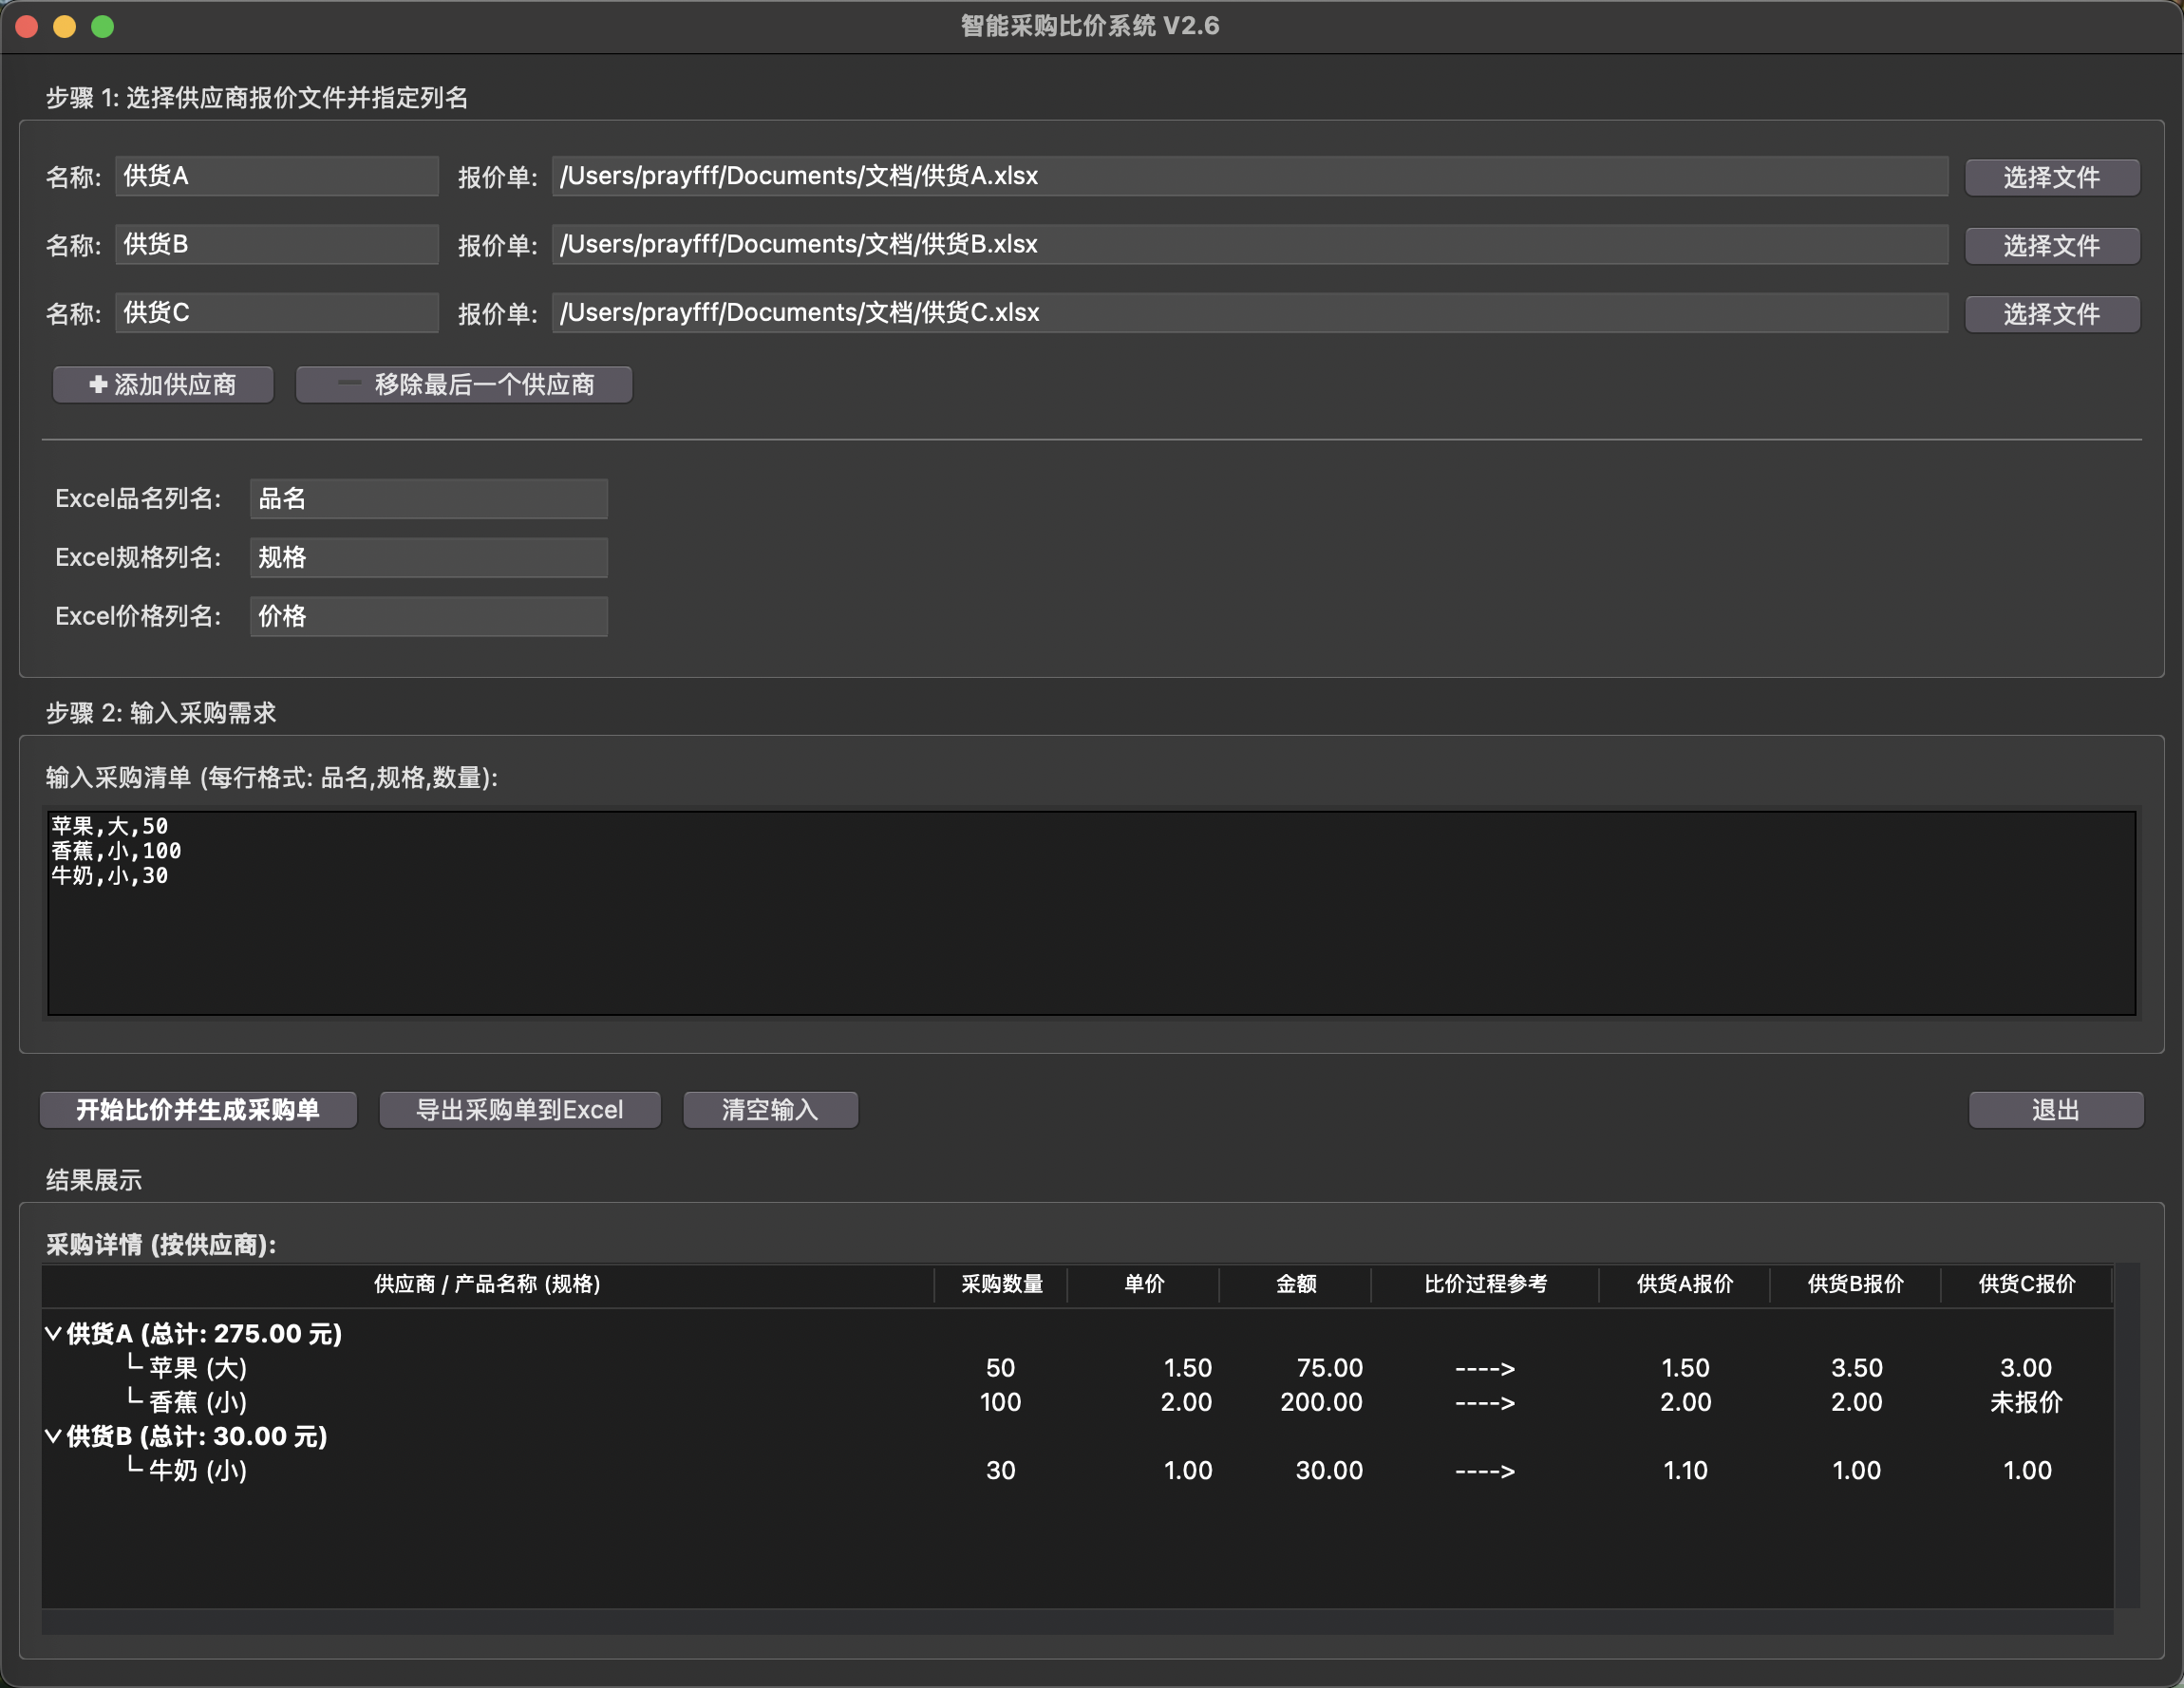 智能采购比价系统 V2.6
步骤 1: 选择供应商报价文件并指定列名
名称: 供货A 报价单: /Users/prayfff/Documents/文档/供货A.xlsx 选择文件
名称: 供货B 报价单: /Users/prayfff/Documents/文档/供货B.xlsx 选择文件
名称: 供货C 报价单: /Users/prayfff/Documents/文档/供货C.xlsx 选择文件
➕添加供应商 ➖ 移除最后一个供应商
Excel品名列名: 品名
Excel规格列名: 规格
Excel价格列名: 价格
步骤 2: 输入采购需求
输入采购清单 (每行格式: 品名,规格,数量):
苹果,大,50
香蕉,小,100
牛奶,小,30
开始比价并生成采购单 导出采购单到Excel 清空输入 退出
结果展示
采购详情 (按供应商):
供应商 / 产品名称 (规格) 采购数量 单价 金额 比价过程参考 供货A报价 供货B报价 供货C报价
供货A (总计: 275.00 元)
└ 苹果 (大) 50 1.50 75.00 ----> 1.50 3.50 3.00
└ 香蕉 (小) 100 2.00 200.00 ----> 2.00 2.00 未报价
供货B (总计: 30.00 元)
└ 牛奶 (小) 30 1.00 30.00 ----> 1.10 1.00 1.00